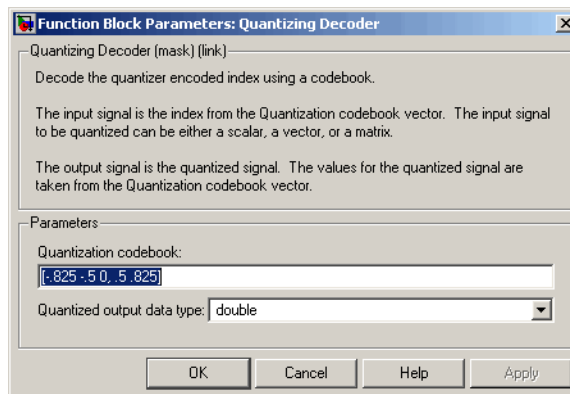 Function Block Parameters: Quantizing Decoder
Quantizing Decoder (mask) (link)
Decode the quantizer encoded index using a codebook.
The input signal is the index from the Quantization codebook vector. The input signal
to be quantized can be either a scalar, a vector, or a matrix.
The output signal is the quantized signal. The values for the quantized signal are
taken from the Quantization codebook vector.
Parameters
Quantization codebook:
[-.825 -.5 0, .5 .825]
Quantized output data type: double
OK Cancel Help Apply